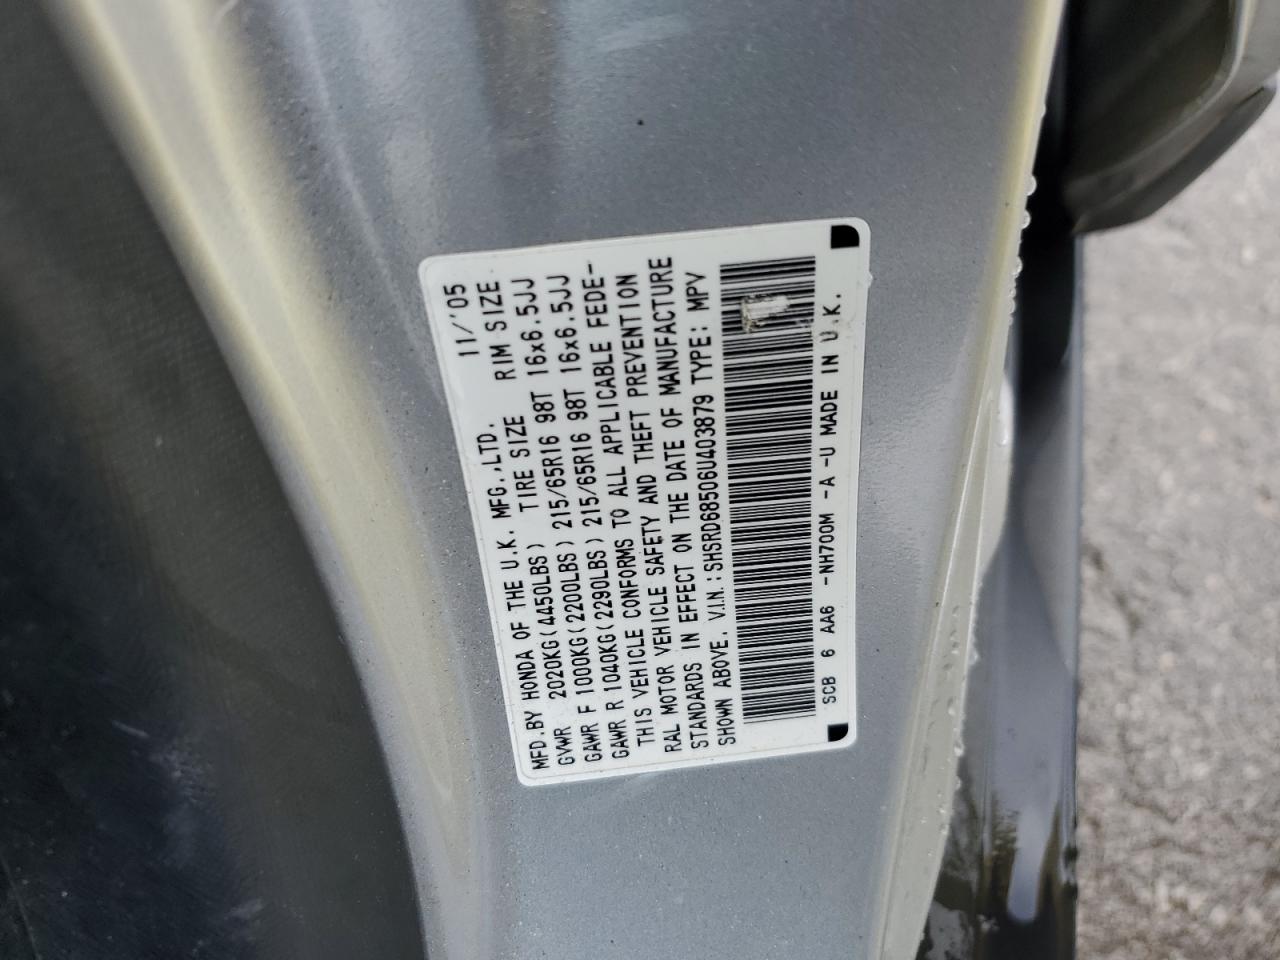 MFD.BY HONDA OF THE U.K. MFG.,LTD. 11/'05
GVWR 2020KG(4450LBS) TIRE SIZE RIM SIZE
GAWR F 1000KG(2200LBS) 215/65R16 98T 16x6.5JJ
GAWR R 1040KG(2290LBS) 215/65R16 98T 16x6.5JJ
THIS VEHICLE CONFORMS TO ALL APPLICABLE FEDE-
RAL MOTOR VEHICLE SAFETY AND THEFT PREVENTION
STANDARDS IN EFFECT ON THE DATE OF MANUFACTURE
SHOWN ABOVE. V.I.N.:SHSRD68506U403879 TYPE: MPV
SCB 6 AA6 -NH700M -A -U MADE IN U.K.